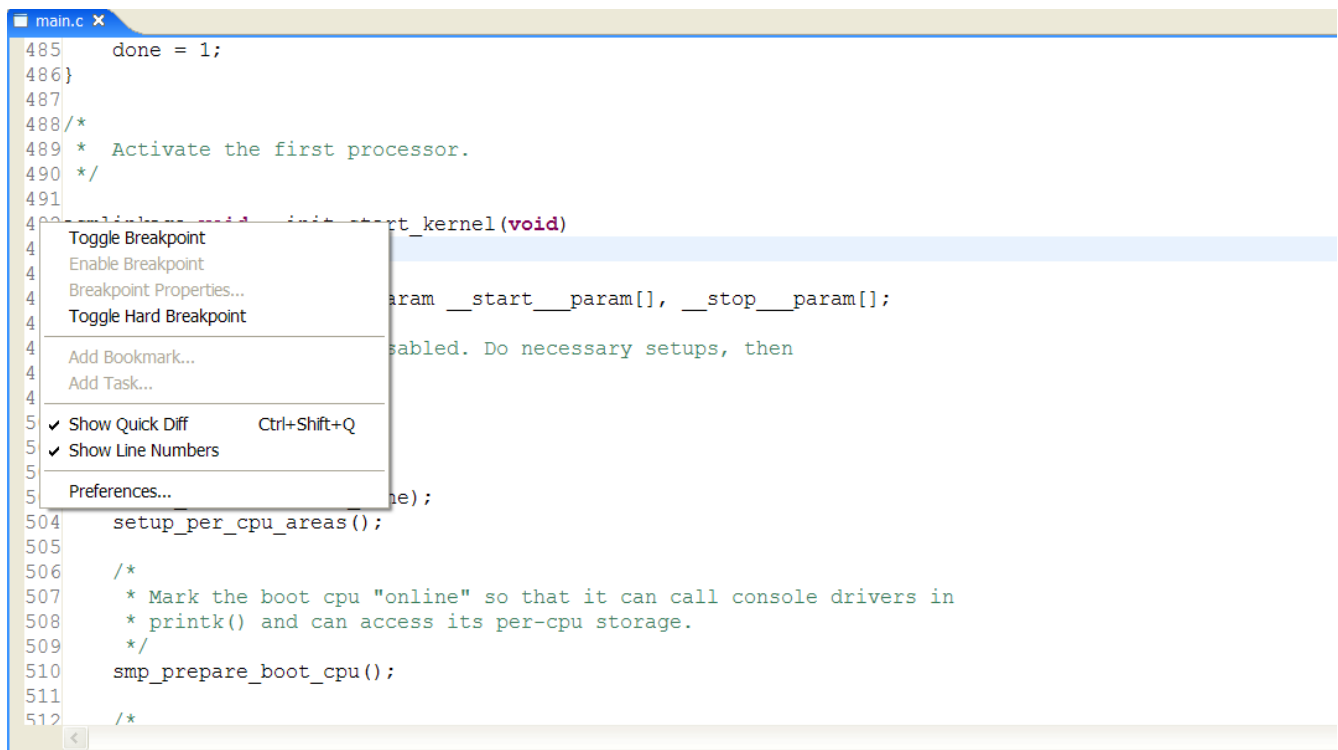 main.c
485 done = 1;
486}
487
488/*
489 * Activate the first processor.
490 */
491
void init start_kernel(void)
Toggle Breakpoint
Enable Breakpoint
Breakpoint Properties...
aram __start___param[], __stop___param[];
Toggle Hard Breakpoint
sabled. Do necessary setups, then
Add Bookmark...
Add Task...
Show Quick Diff Ctrl+Shift+Q
Show Line Numbers
Preferences...
ne);
504 setup_per_cpu_areas();
505
506 /*
507 * Mark the boot cpu "online" so that it can call console drivers in
508 * printk() and can access its per-cpu storage.
509 */
510 smp_prepare_boot_cpu();
511
512 /*